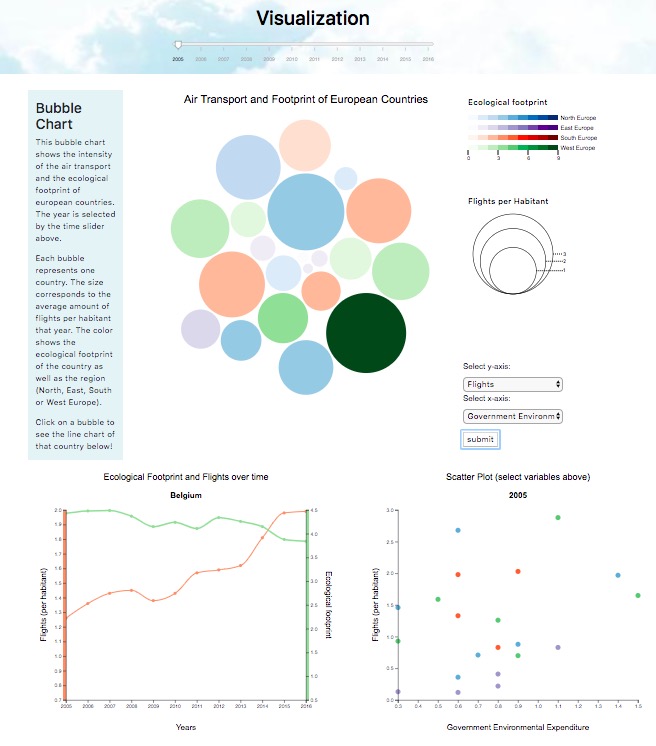 Visualization
2005 2006 2007 2008 2009 2010 2011 2012 2013 2014 2015 2016
Bubble
Chart
This bubble chart
shows the intensity
of the air transport
and the ecological
footprint of
european countries.
The year is selected
by the time slider
above.
Each bubble
represents one
country. The size
corresponds to the
average amount of
flights per habitant
that year. The color
shows the
ecological footprint
of the country as
well as the region
(North, East, South
or West Europe).
Click on a bubble to
see the line chart of
that country below!
Air Transport and Footprint of European Countries
Ecological footprint
North Europe
East Europe
South Europe
West Europe
0 3 6 9
Flights per Habitant
3
2
1
Select y-axis:
Flights
Select x-axis:
Government Environm
submit
Ecological Footprint and Flights over time
Belgium
2.0
1.9
1.8
1.7
1.6
1.5
1.4
1.3
1.2
1.1
1.0
0.9
0.8
0.7
Flights (per habitant)
4.5
4.0
3.5
3.0
2.5
2.0
1.5
1.0
0.5
Ecological footprint
2005 2006 2007 2008 2009 2010 2011 2012 2013 2014 2015 2016
Years
Scatter Plot (select variables above)
2005
3.0
2.5
2.0
1.5
1.0
0.5
0.0
Flights (per habitant)
0.3 0.4 0.5 0.6 0.7 0.8 0.9 1.0 1.1 1.2 1.3 1.4 1.5
Government Environmental Expenditure